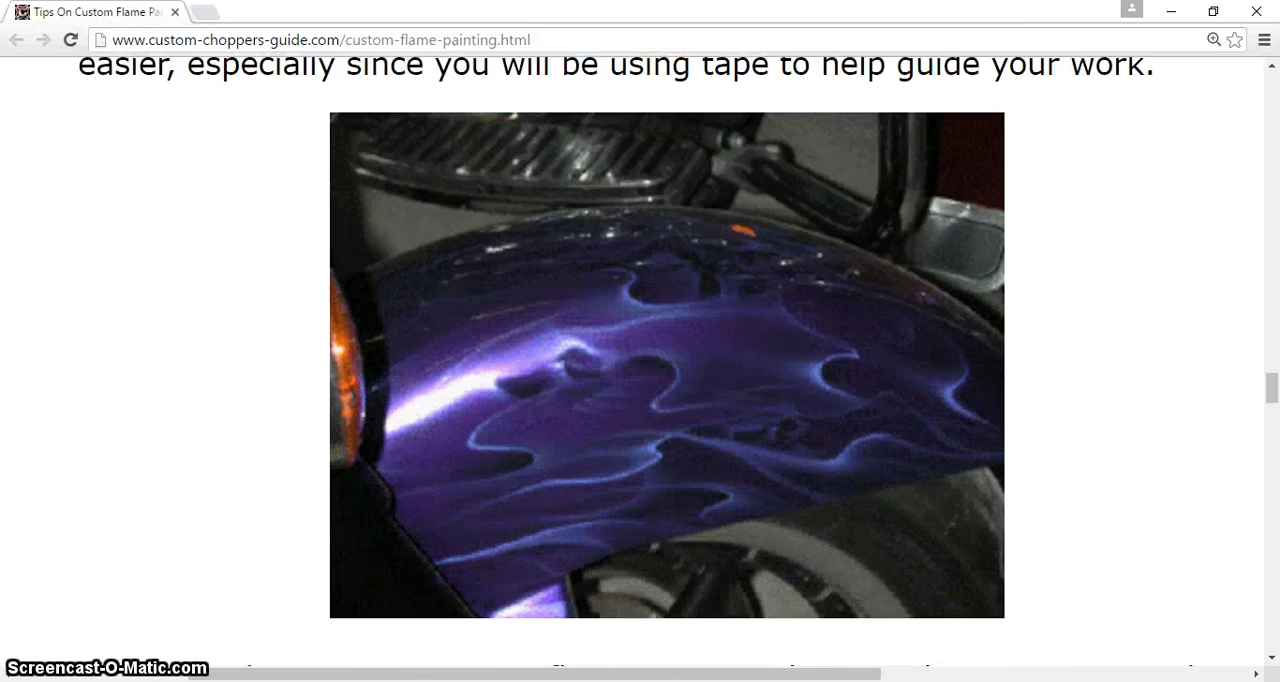 Tips On Custom Flame Pa
www.custom-choppers-guide.com/custom-flame-painting.html
easier, especially since you will be using tape to help guide your work.
Screencast-O-Matic.com